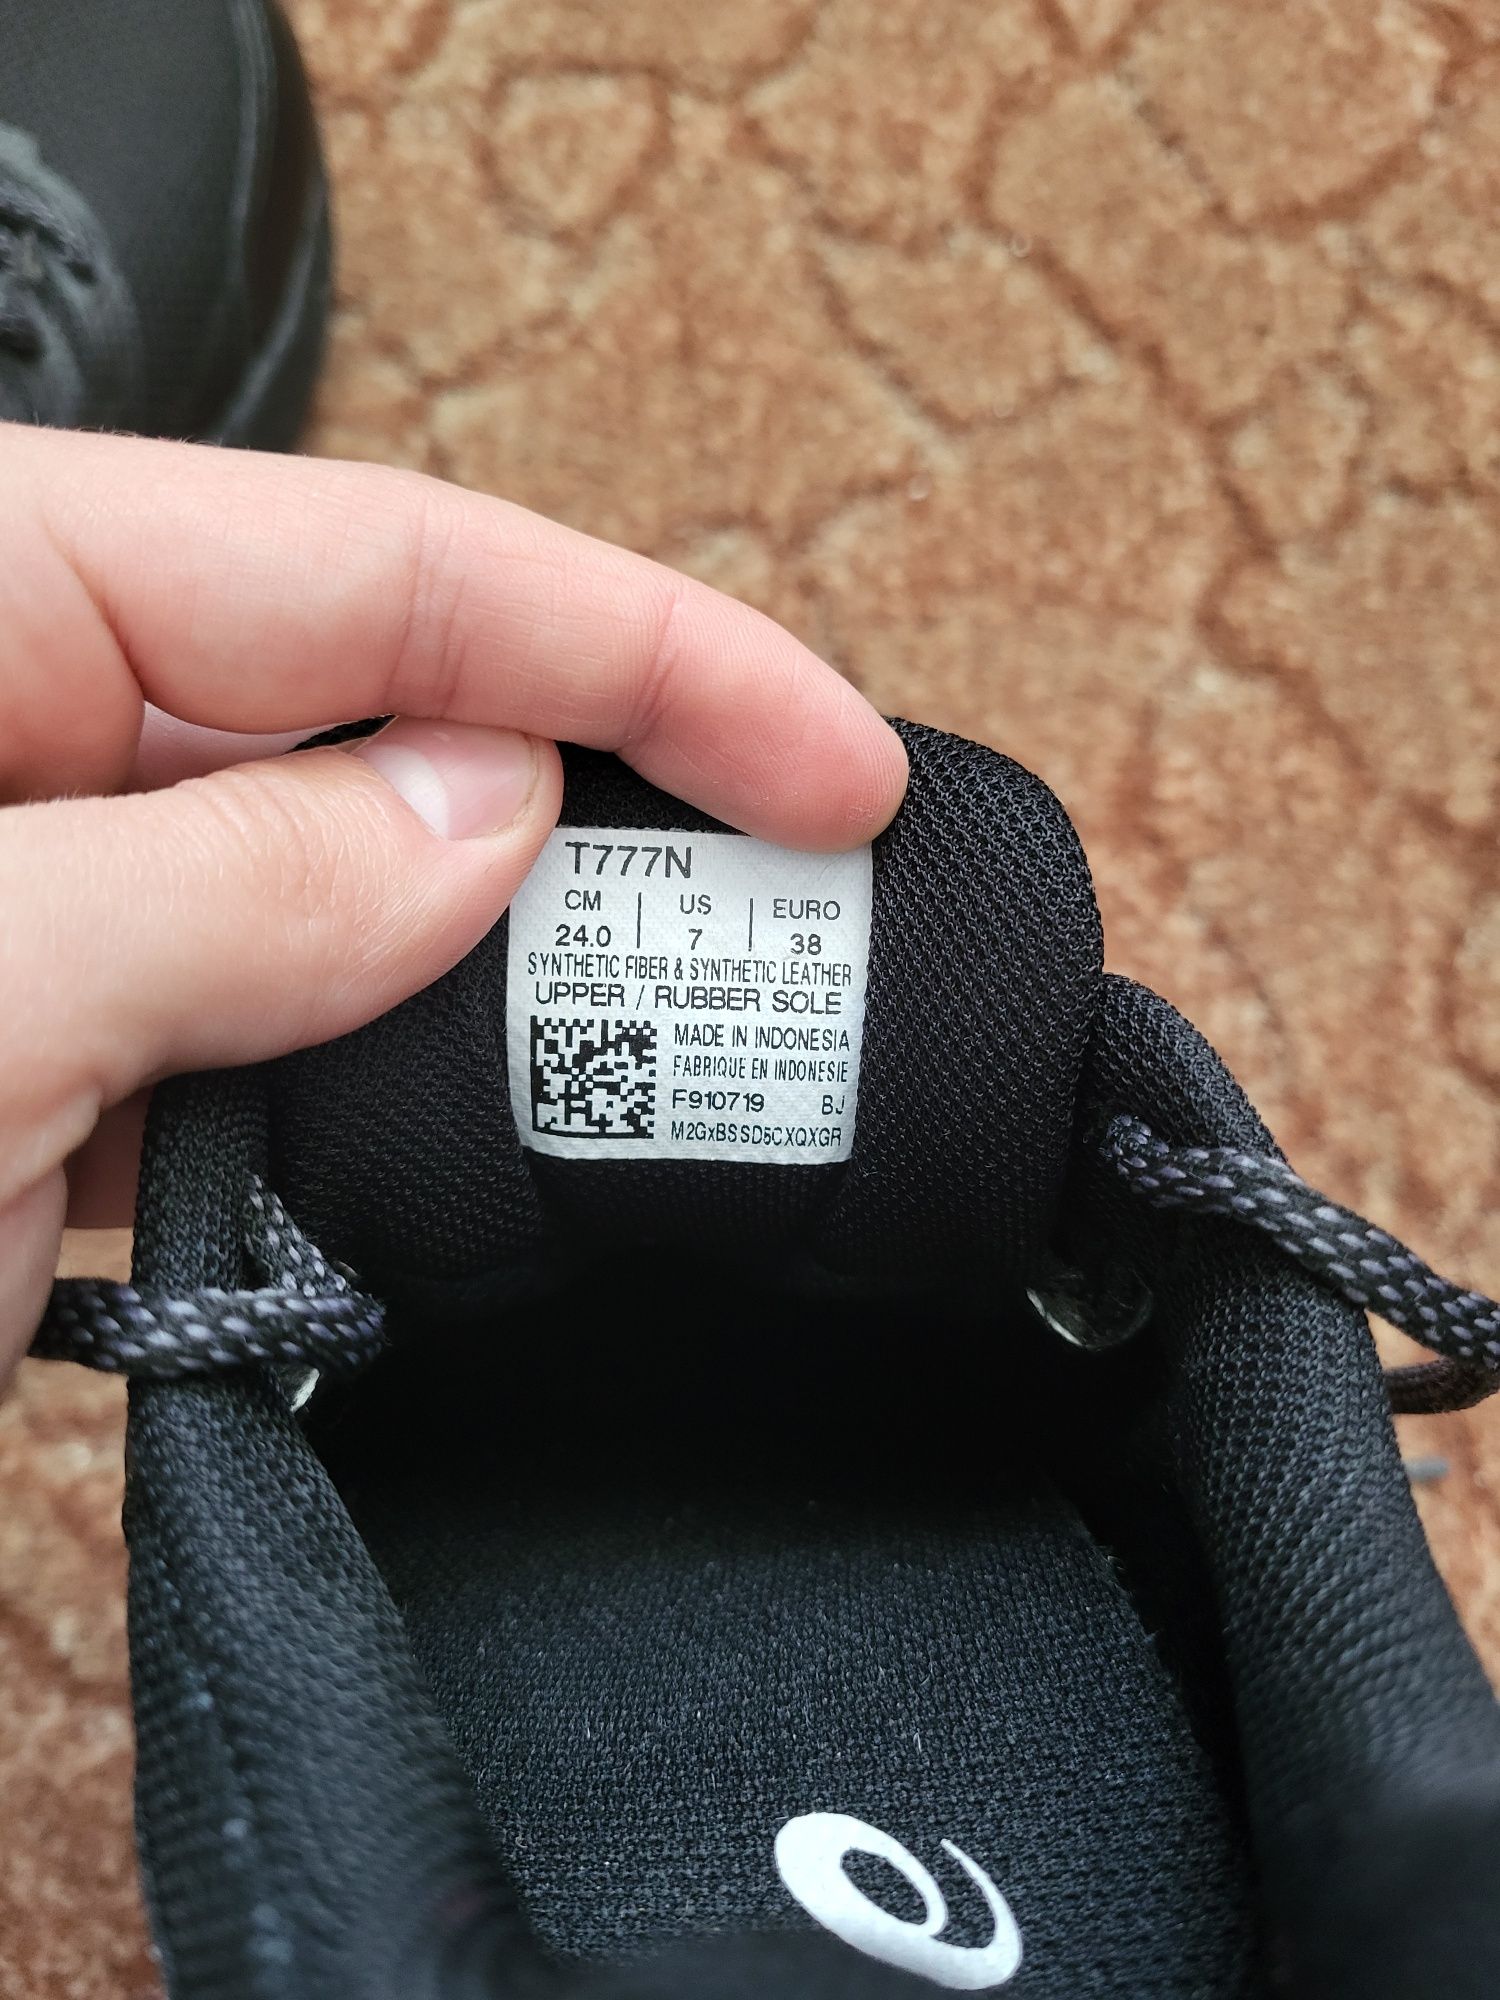 T777N
CM | US | EURO
24.0 | 7 | 38
SYNTHETIC FIBER & SYNTHETIC LEATHER
UPPER / RUBBER SOLE
MADE IN INDONESIA
FABRIQUE EN INDONESIE
F910719 BJ
M2GxBSSD5CXQXGR